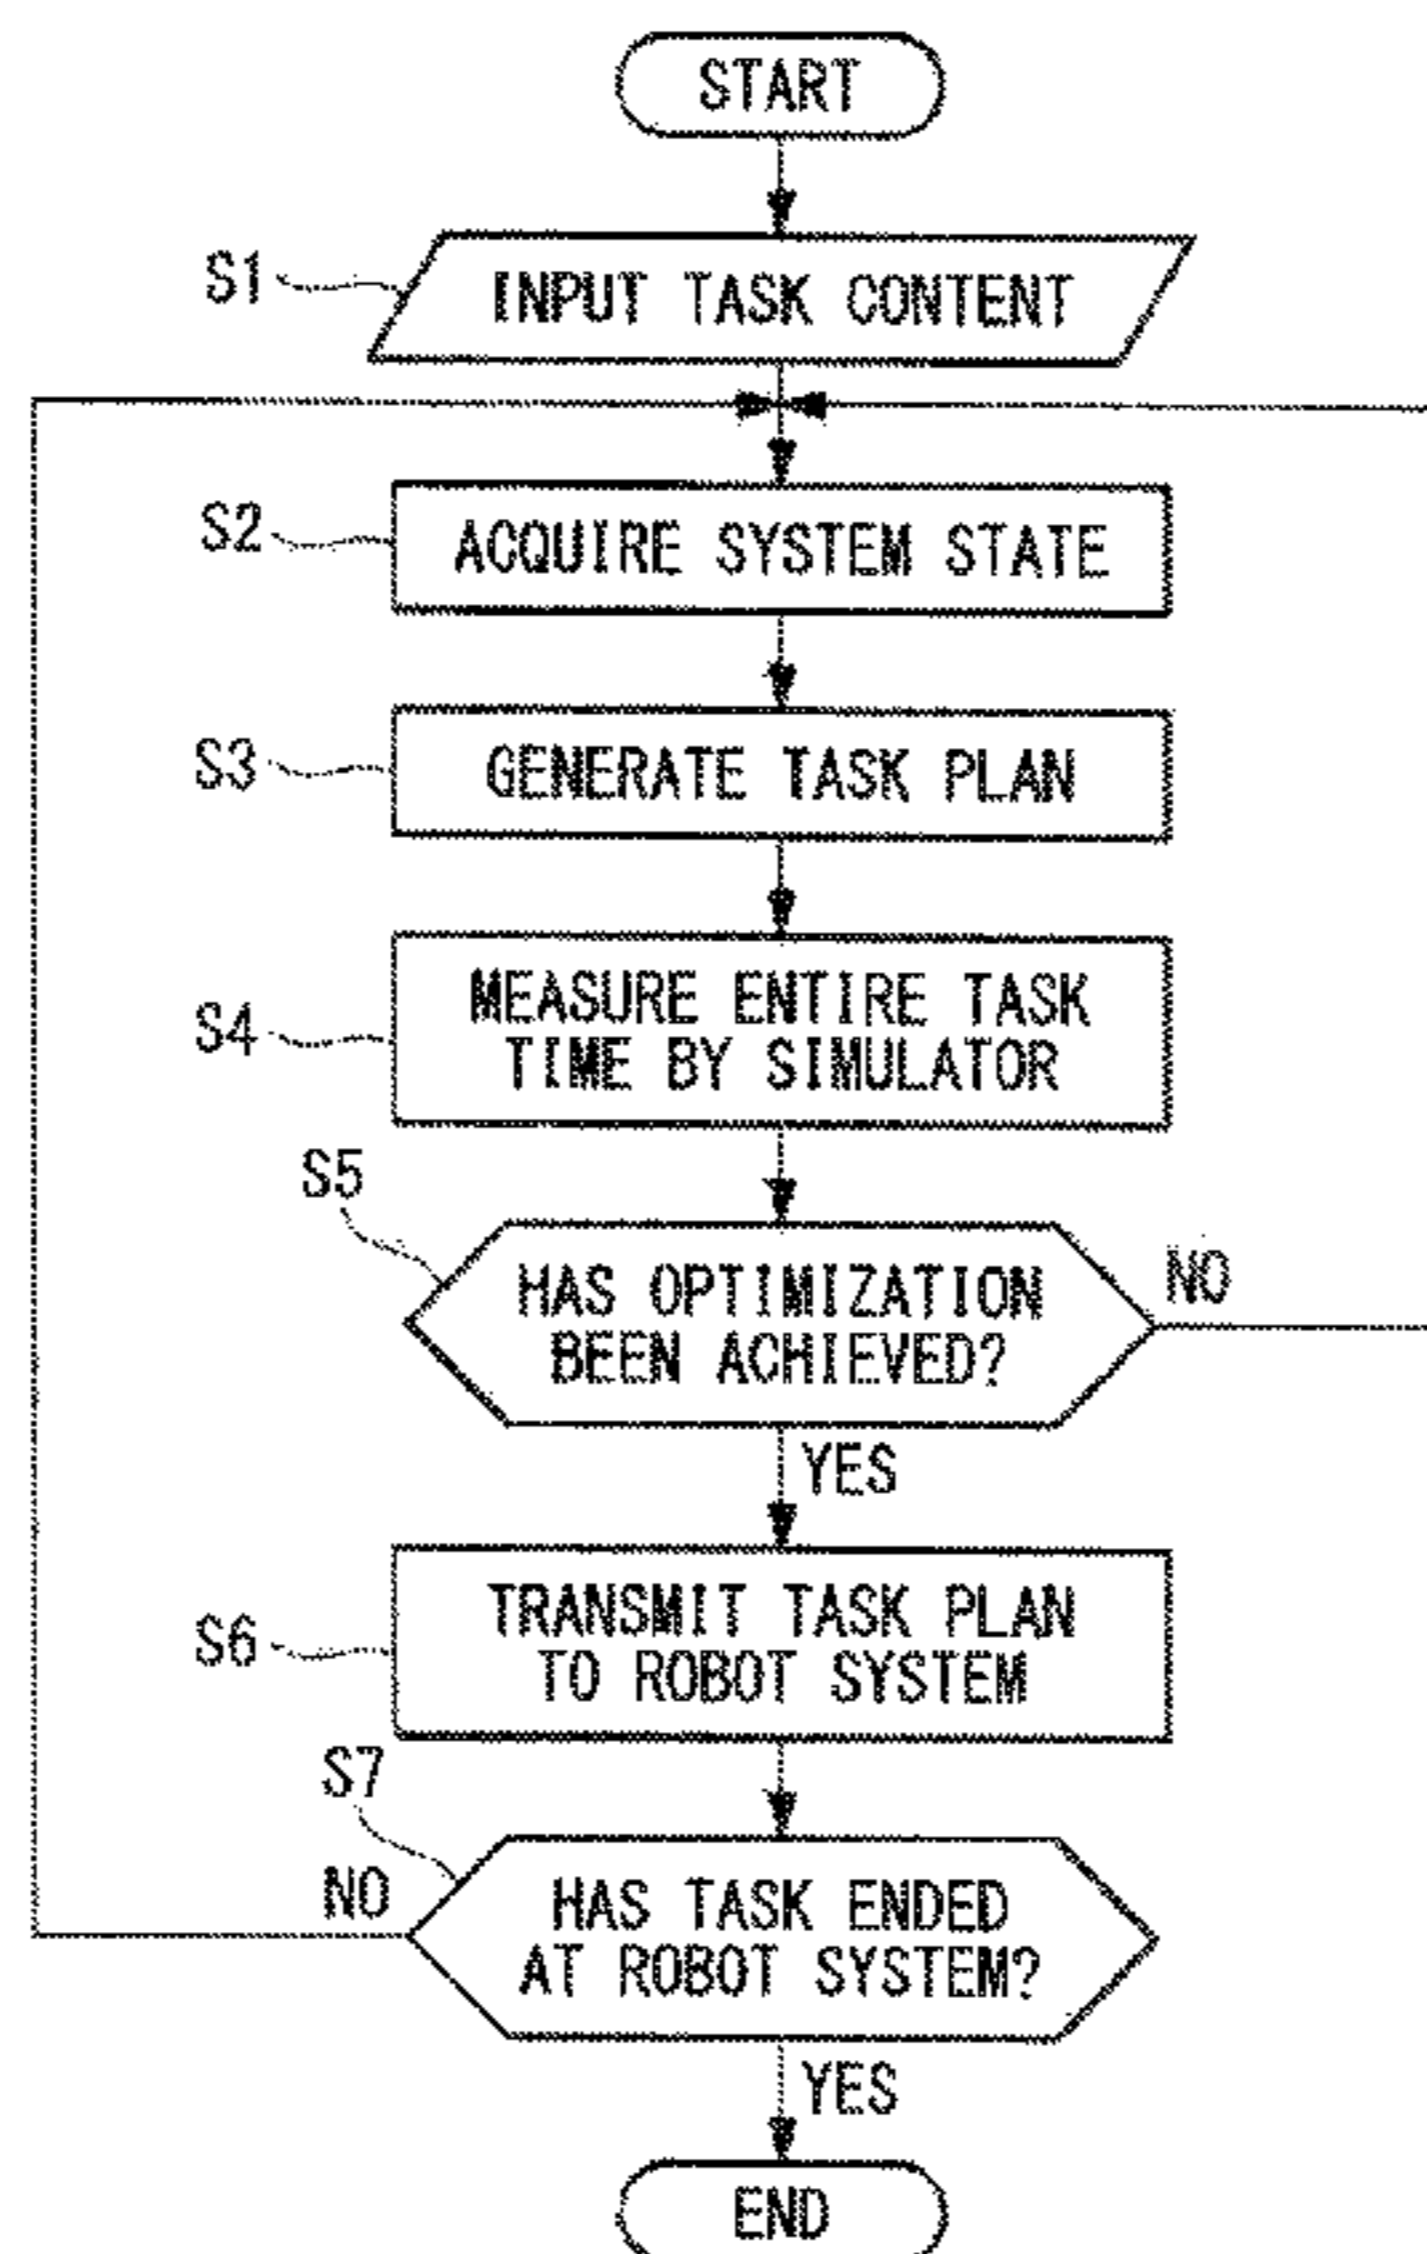 START
S1
INPUT TASK CONTENT
S2
ACQUIRE SYSTEM STATE
S3
GENERATE TASK PLAN
S4
MEASURE ENTIRE TASK
TIME BY SIMULATOR
S5
HAS OPTIMIZATION
BEEN ACHIEVED?
NO
YES
S6
TRANSMIT TASK PLAN
TO ROBOT SYSTEM
S7
NO
HAS TASK ENDED
AT ROBOT SYSTEM?
YES
END